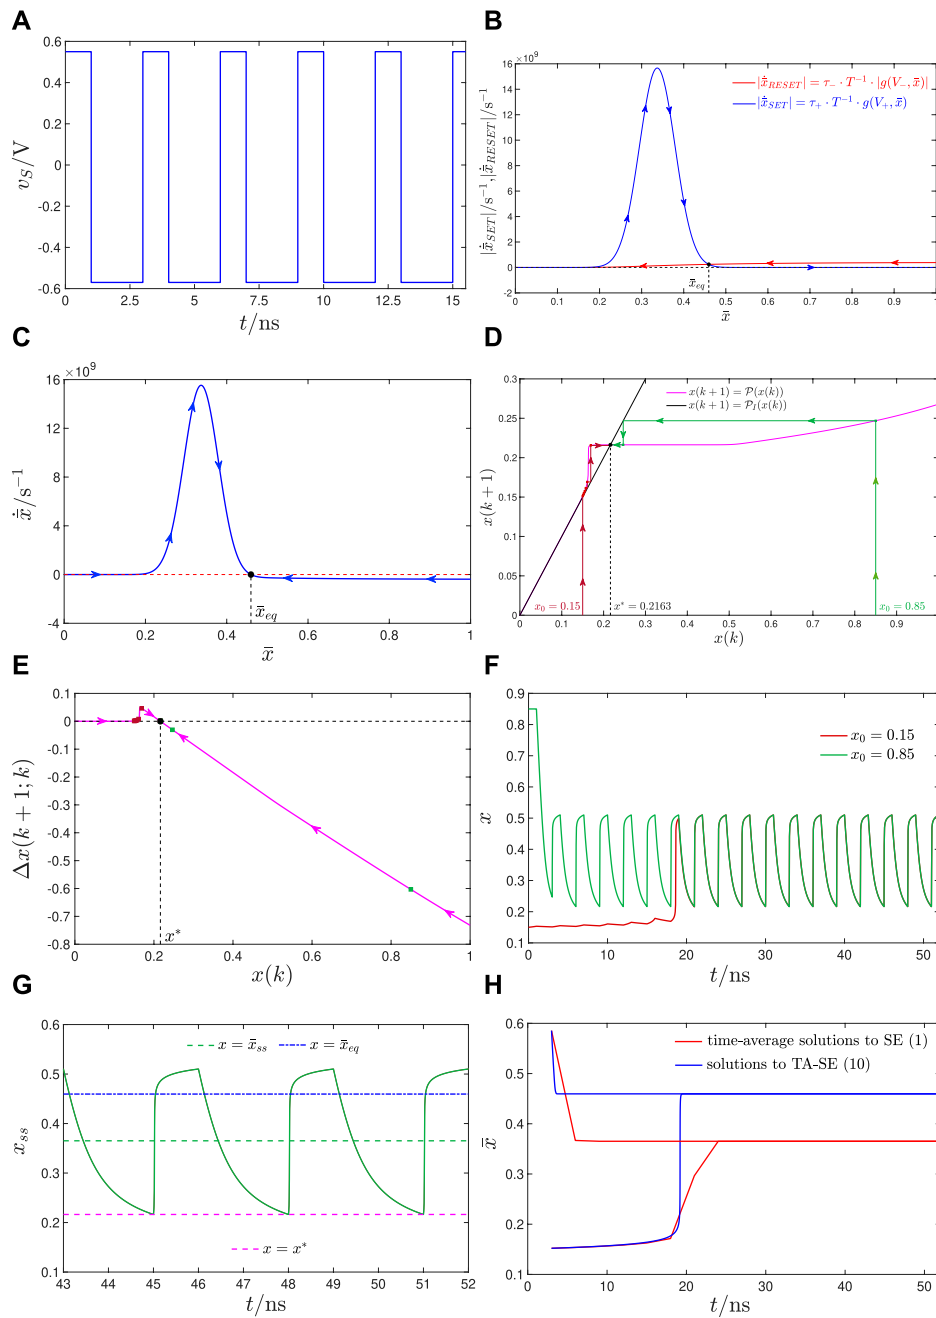 A
0.6
0.4
0.2
0
-0.2
-0.4
-0.6
0 2.5 5 7.5 10 12.5 15
v_S/V
t/ns
B
×10^9
16
14
12
10
8
6
4
2
0
-2
0 0.1 0.2 0.3 0.4 0.5 0.6 0.7 0.8 0.9 1
|ẋ̄_SET|/s⁻¹, |ẋ̄_RESET|/s⁻¹
|ẋ̄_RESET| = τ₋ · T⁻¹ · |g(V₋, x̄)|
|ẋ̄_SET| = τ₊ · T⁻¹ · g(V₊, x̄)
x̄_eq
x̄
C
×10^9
16
12
8
4
0
-4
0 0.2 0.4 0.6 0.8 1
ẋ̄/s⁻¹
x̄_eq
x̄
D
0.3
0.25
0.2
0.15
0.1
0.05
0
0 0.1 0.2 0.3 0.4 0.5 0.6 0.7 0.8 0.9
x(k + 1)
x(k + 1) = P(x(k))
x(k + 1) = P_I(x(k))
x₀ = 0.15
x* = 0.2163
x₀ = 0.85
x(k)
E
0.1
0
-0.1
-0.2
-0.3
-0.4
-0.5
-0.6
-0.7
-0.8
0 0.2 0.4 0.6 0.8 1
Δx(k + 1; k)
x*
x(k)
F
0.9
0.8
0.7
0.6
0.5
0.4
0.3
0.2
0.1
0 10 20 30 40 50
x
x₀ = 0.15
x₀ = 0.85
t/ns
G
0.6
0.5
0.4
0.3
0.2
0.1
43 44 45 46 47 48 49 50 51 52
x_ss
x = x̄_ss
x = x̄_eq
x = x*
t/ns
H
0.6
0.5
0.4
0.3
0.2
0.1
0 10 20 30 40 50
x̄
time-average solutions to SE (1)
solutions to TA-SE (10)
t/ns